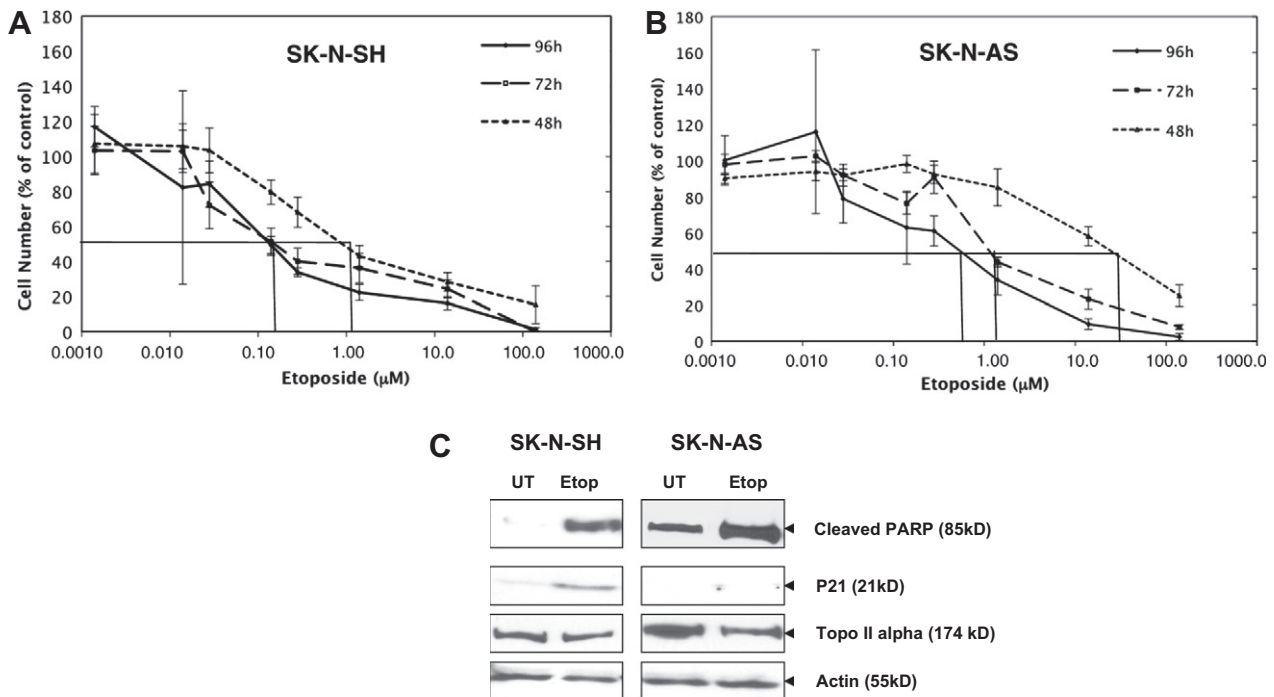 A
SK-N-SH
96h
72h
48h
Cell Number (% of control)
180
160
140
120
100
80
60
40
20
0
0.0010
0.010
0.10
1.00
10.0
100.0
1000.0
Etoposide (µM)
B
SK-N-AS
96h
72h
48h
Cell Number (% of control)
180
160
140
120
100
80
60
40
20
0
0.0010
0.010
0.10
1.00
10.0
100.0
1000.0
Etoposide (µM)
C
SK-N-SH
SK-N-AS
UT
Etop
UT
Etop
Cleaved PARP (85kD)
P21 (21kD)
Topo II alpha (174 kD)
Actin (55kD)